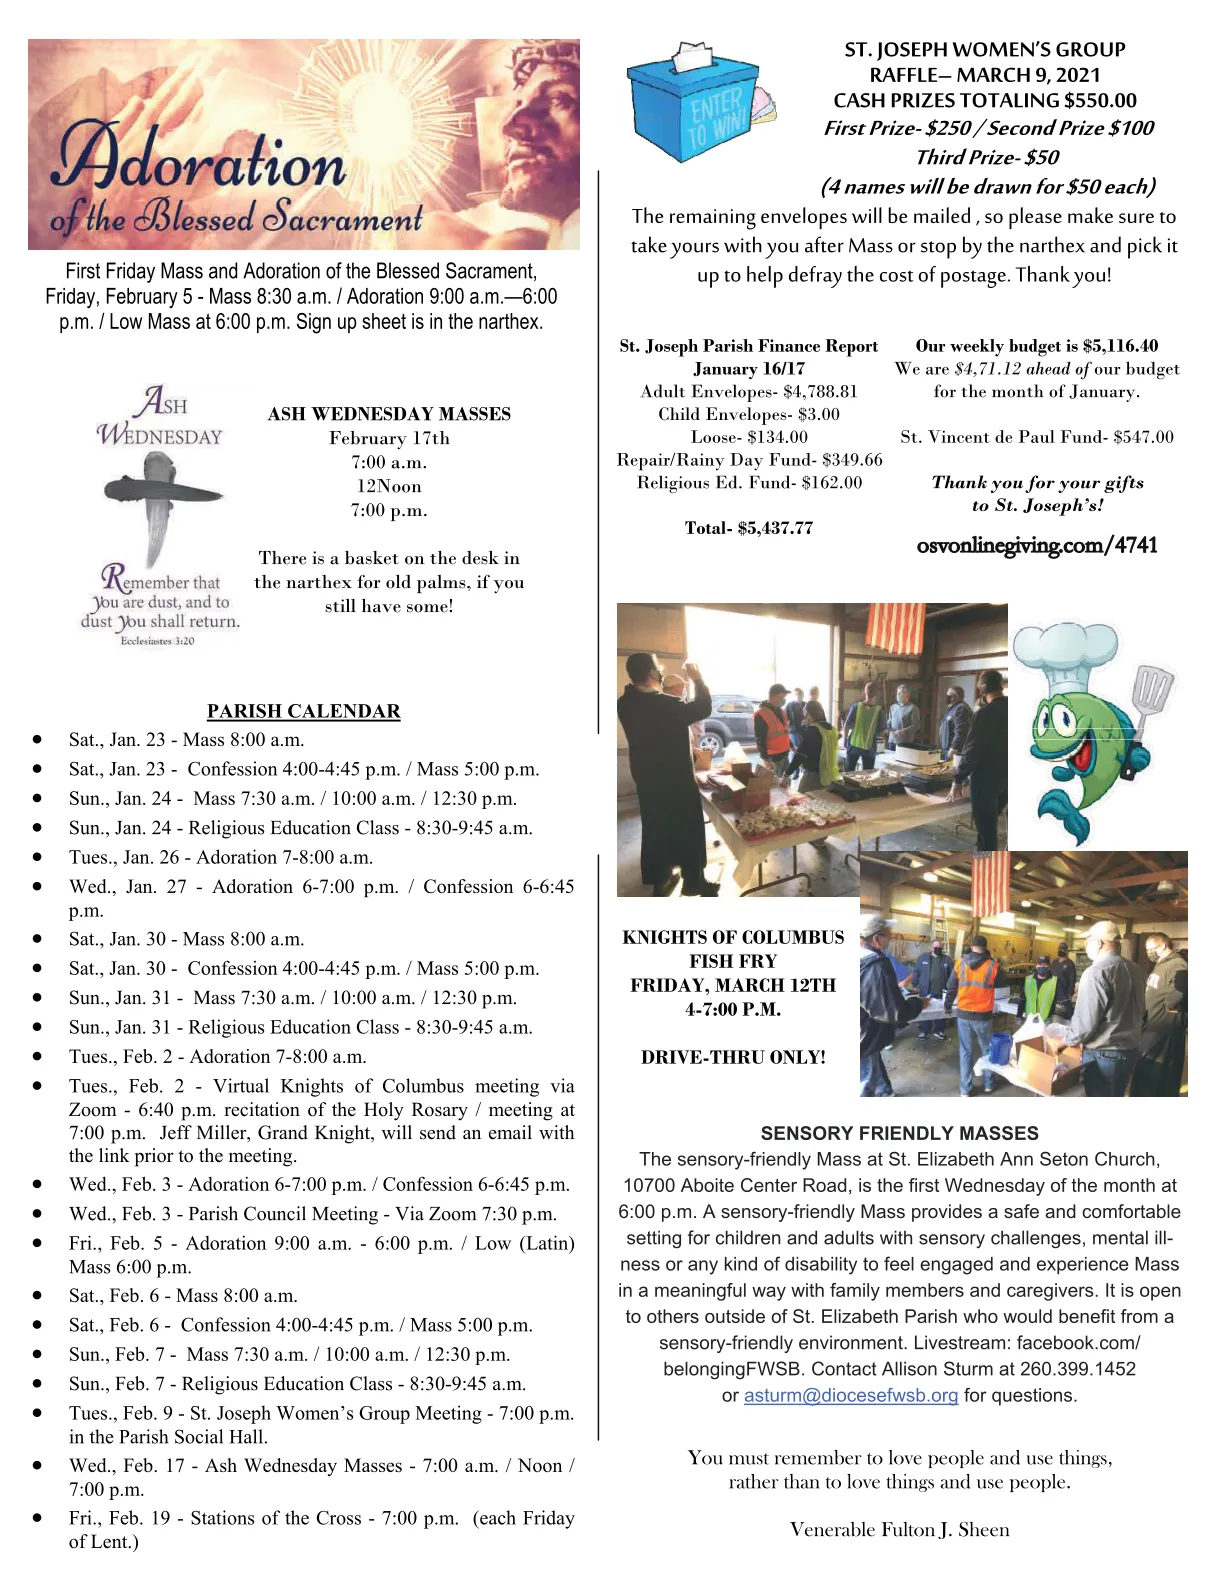 Adoration
of the Blessed Sacrament
First Friday Mass and Adoration of the Blessed Sacrament,
Friday, February 5 - Mass 8:30 a.m. / Adoration 9:00 a.m.—6:00
p.m. / Low Mass at 6:00 p.m. Sign up sheet is in the narthex.
ASH
WEDNESDAY
Remember that
you are dust, and to
dust you shall return.
Ecclesiastes 3:20
ASH WEDNESDAY MASSES
February 17th
7:00 a.m.
12Noon
7:00 p.m.
There is a basket on the desk in
the narthex for old palms, if you
still have some!
PARISH CALENDAR
• Sat., Jan. 23 - Mass 8:00 a.m.
• Sat., Jan. 23 - Confession 4:00-4:45 p.m. / Mass 5:00 p.m.
• Sun., Jan. 24 - Mass 7:30 a.m. / 10:00 a.m. / 12:30 p.m.
• Sun., Jan. 24 - Religious Education Class - 8:30-9:45 a.m.
• Tues., Jan. 26 - Adoration 7-8:00 a.m.
• Wed., Jan. 27 - Adoration 6-7:00 p.m. / Confession 6-6:45
p.m.
• Sat., Jan. 30 - Mass 8:00 a.m.
• Sat., Jan. 30 - Confession 4:00-4:45 p.m. / Mass 5:00 p.m.
• Sun., Jan. 31 - Mass 7:30 a.m. / 10:00 a.m. / 12:30 p.m.
• Sun., Jan. 31 - Religious Education Class - 8:30-9:45 a.m.
• Tues., Feb. 2 - Adoration 7-8:00 a.m.
• Tues., Feb. 2 - Virtual Knights of Columbus meeting via
Zoom - 6:40 p.m. recitation of the Holy Rosary / meeting at
7:00 p.m. Jeff Miller, Grand Knight, will send an email with
the link prior to the meeting.
• Wed., Feb. 3 - Adoration 6-7:00 p.m. / Confession 6-6:45 p.m.
• Wed., Feb. 3 - Parish Council Meeting - Via Zoom 7:30 p.m.
• Fri., Feb. 5 - Adoration 9:00 a.m. - 6:00 p.m. / Low (Latin)
Mass 6:00 p.m.
• Sat., Feb. 6 - Mass 8:00 a.m.
• Sat., Feb. 6 - Confession 4:00-4:45 p.m. / Mass 5:00 p.m.
• Sun., Feb. 7 - Mass 7:30 a.m. / 10:00 a.m. / 12:30 p.m.
• Sun., Feb. 7 - Religious Education Class - 8:30-9:45 a.m.
• Tues., Feb. 9 - St. Joseph Women's Group Meeting - 7:00 p.m.
in the Parish Social Hall.
• Wed., Feb. 17 - Ash Wednesday Masses - 7:00 a.m. / Noon /
7:00 p.m.
• Fri., Feb. 19 - Stations of the Cross - 7:00 p.m. (each Friday
of Lent.)
ENTER
TO WIN!
ST. JOSEPH WOMEN'S GROUP
RAFFLE— MARCH 9, 2021
CASH PRIZES TOTALING $550.00
First Prize- $250 / Second Prize $100
Third Prize- $50
(4 names will be drawn for $50 each)
The remaining envelopes will be mailed , so please make sure to
take yours with you after Mass or stop by the narthex and pick it
up to help defray the cost of postage. Thank you!
St. Joseph Parish Finance Report
January 16/17
Adult Envelopes- $4,788.81
Child Envelopes- $3.00
Loose- $134.00
Repair/Rainy Day Fund- $349.66
Religious Ed. Fund- $162.00
Total- $5,437.77
Our weekly budget is $5,116.40
We are $4,71.12 ahead of our budget
for the month of January.
St. Vincent de Paul Fund- $547.00
Thank you for your gifts
to St. Joseph's!
osvonlinegiving.com/4741
KNIGHTS OF COLUMBUS
FISH FRY
FRIDAY, MARCH 12TH
4-7:00 P.M.
DRIVE-THRU ONLY!
SENSORY FRIENDLY MASSES
The sensory-friendly Mass at St. Elizabeth Ann Seton Church,
10700 Aboite Center Road, is the first Wednesday of the month at
6:00 p.m. A sensory-friendly Mass provides a safe and comfortable
setting for children and adults with sensory challenges, mental ill-
ness or any kind of disability to feel engaged and experience Mass
in a meaningful way with family members and caregivers. It is open
to others outside of St. Elizabeth Parish who would benefit from a
sensory-friendly environment. Livestream: facebook.com/
belongingFWSB. Contact Allison Sturm at 260.399.1452
or asturm@diocesefwsb.org for questions.
You must remember to love people and use things,
rather than to love things and use people.
Venerable Fulton J. Sheen